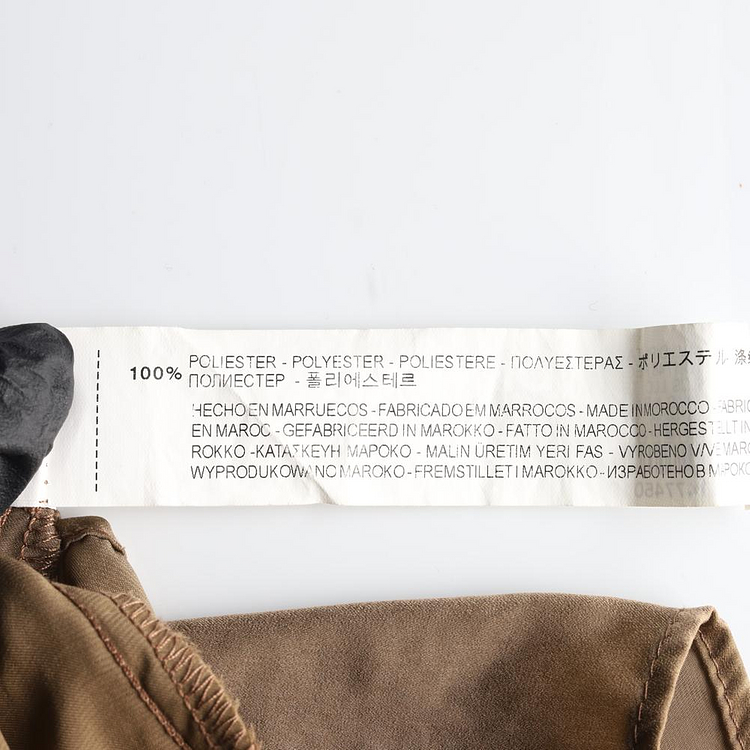 100% POLIESTER - POLYESTER - POLIESTERE - ΠΟΛΥΕΣΤΕΡΑΣ - ポリエステル
ПОЛИЕСТЕР - 폴리에스테르
HECHO EN MARRUECOS - FABRICADO EM MARROCOS - MADE IN MOROCCO -
EN MAROC - GEFABRICEERD IN MAROKKO - FATTO IN MAROCCO - HERGESTELLT IN
ROKKO - ΚΑΤΑΣΚΕΥΗ ΜΑΡΟΚΟ - MALIN ÜRETIM YERI FAS - VYROBENO V
WYPRODUKOWANO MAROKO - FREMSTILLET I MAROKKO - ИЗРАБОТЕНО В